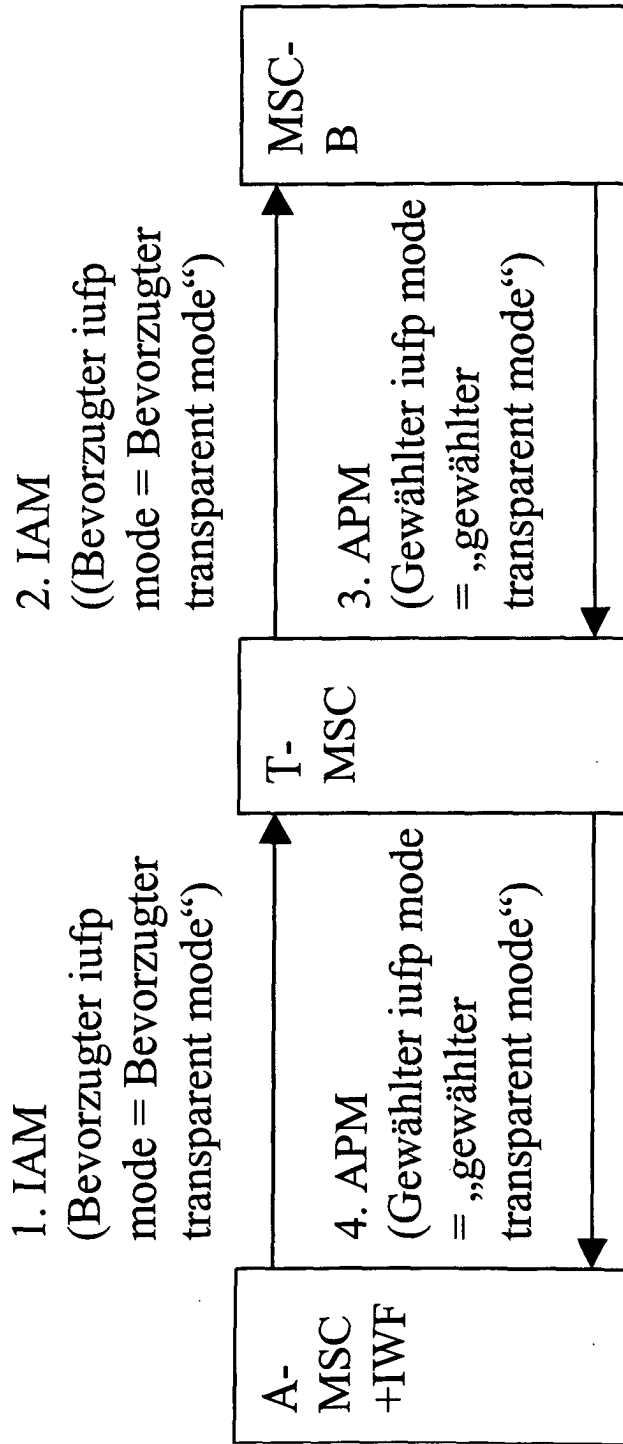 1. IAM
(Bevorzugter iufp
mode = Bevorzugter
transparent mode“)
2. IAM
((Bevorzugter iufp
mode = Bevorzugter
transparent mode“)
A-
MSC
+IWF
T-
MSC
MSC-
B
4. APM
(Gewählter iufp mode
= „gewählter
transparent mode“)
3. APM
(Gewählter iufp mode
= „gewählter
transparent mode“)